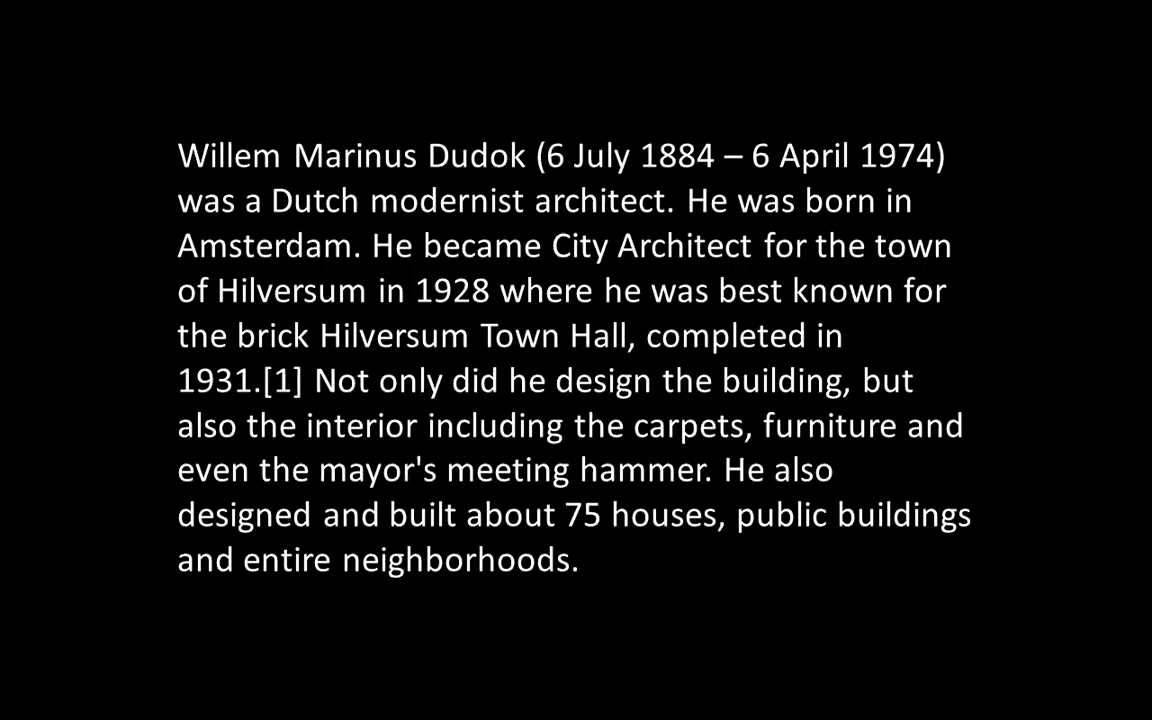 Willem Marinus Dudok (6 July 1884 – 6 April 1974)
was a Dutch modernist architect. He was born in
Amsterdam. He became City Architect for the town
of Hilversum in 1928 where he was best known for
the brick Hilversum Town Hall, completed in
1931.[1] Not only did he design the building, but
also the interior including the carpets, furniture and
even the mayor's meeting hammer. He also
designed and built about 75 houses, public buildings
and entire neighborhoods.